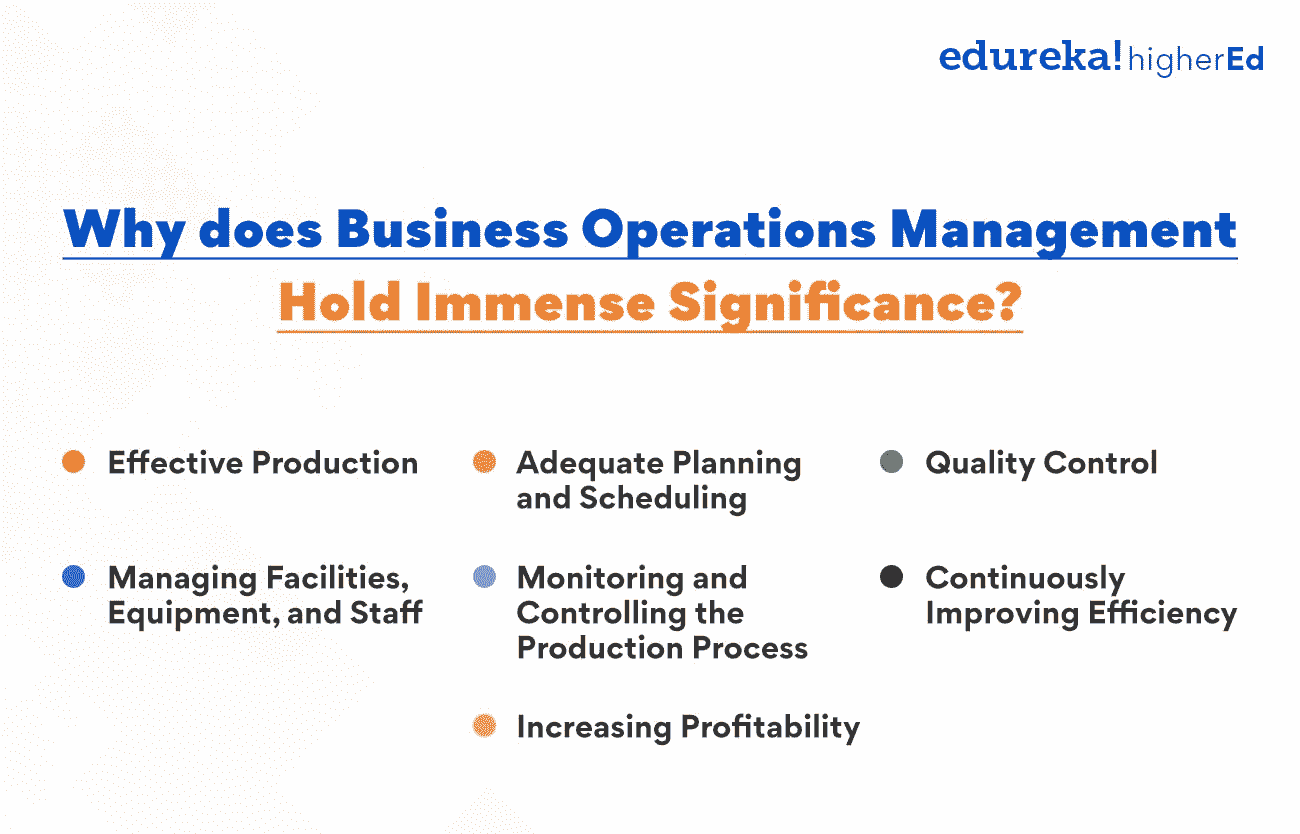 edureka! higherEd
Why does Business Operations Management
Hold Immense Significance?
Effective Production
Adequate Planning
and Scheduling
Quality Control
Managing Facilities,
Equipment, and Staff
Monitoring and
Controlling the
Production Process
Continuously
Improving Efficiency
Increasing Profitability